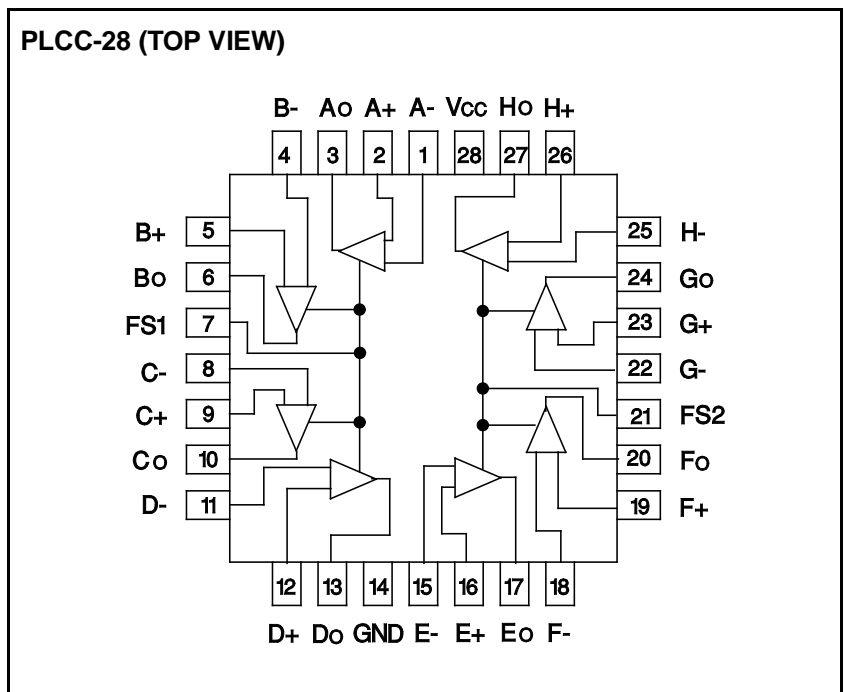 PLCC-28 (TOP VIEW)
B- Ao A+ A- Vcc Ho H+
4 3 2 1 28 27 26
B+ 5 25 H-
Bo 6 24 Go
FS1 7 23 G+
C- 8 22 G-
C+ 9 21 FS2
Co 10 20 Fo
D- 11 19 F+
12 13 14 15 16 17 18
D+ Do GND E- E+ Eo F-